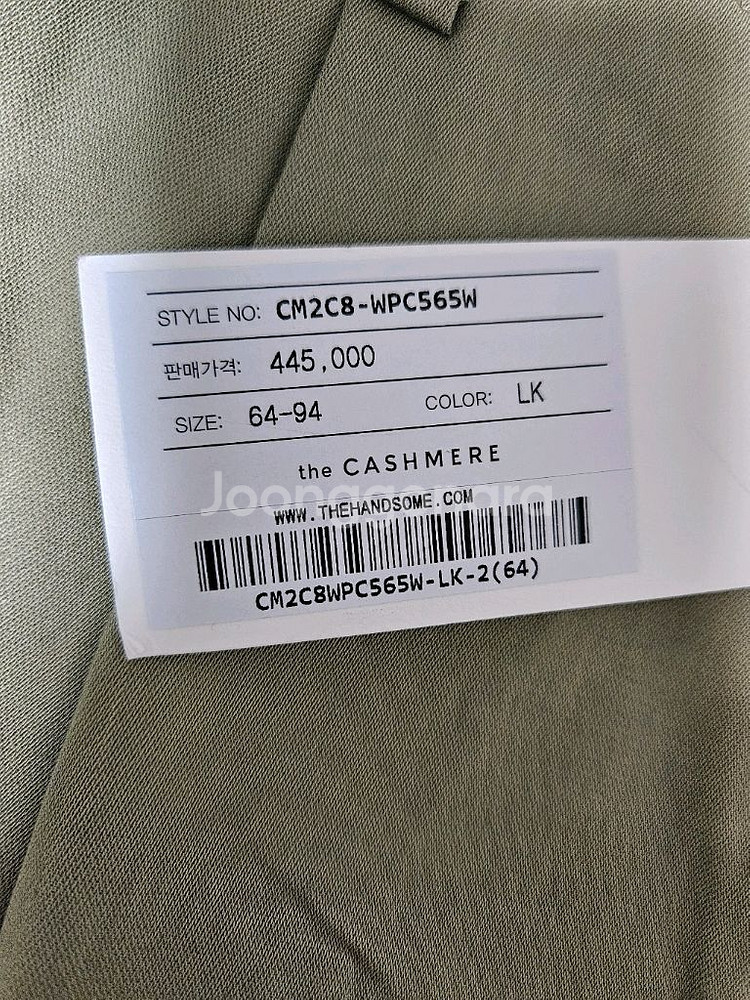 STYLE NO: CM2C8-WPC565W
판매가격: 445,000
SIZE: 64-94 COLOR: LK
the CASHMERE
Joonggonara
WWW.THEHANDSOME.COM
CM2C8WPC565W-LK-2(64)